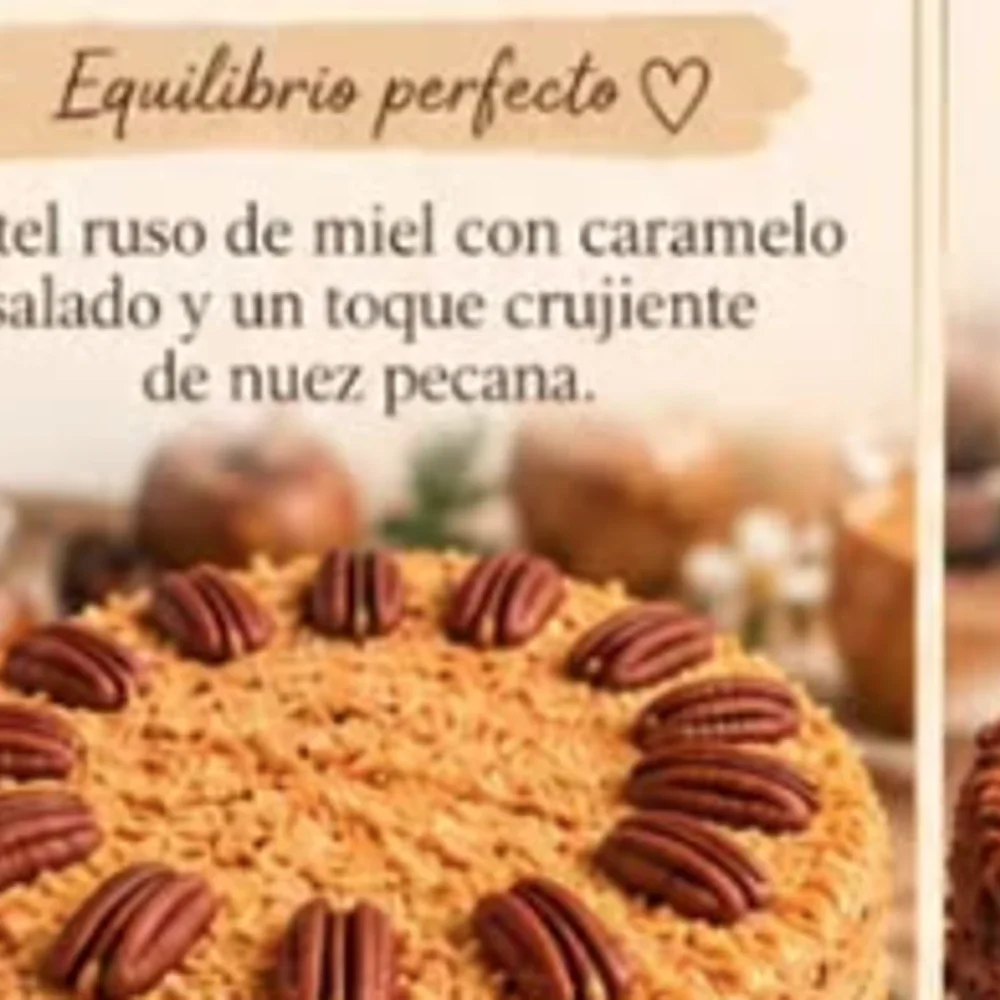 Equilibrio perfecto ♡
tel ruso de miel con caramelo
salado y un toque crujiente
de nuez pecana.